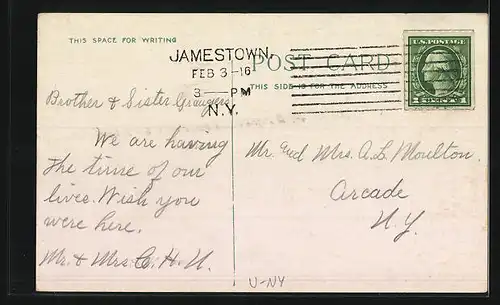 THIS SPACE FOR WRITING
JAMESTOWN,
FEB 3-16
3 — PM
N.Y.
POST CARD
THIS SIDE IS FOR THE ADDRESS
U.S. POSTAGE
1 CENT 1
Brother & Sister Grangers
We are having
the time of our
lives. Wish you
were here.
Mr. & Mrs. C. H. U.
Mr. and Mrs. A. L. Moulton.
Arcade
N.Y.
U-NY